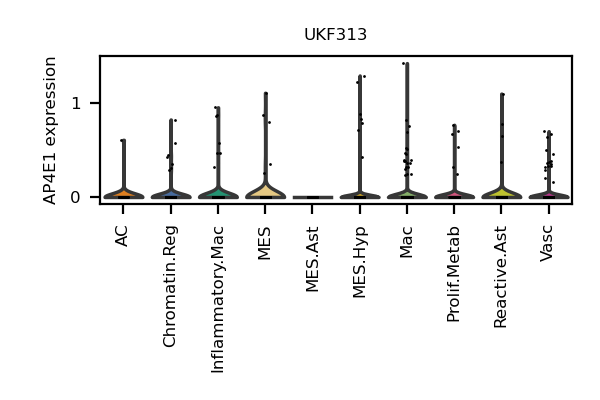 UKF313
AP4E1 expression
1
0
AC
Chromatin.Reg
Inflammatory.Mac
MES
MES.Ast
MES.Hyp
Mac
Prolif.Metab
Reactive.Ast
Vasc